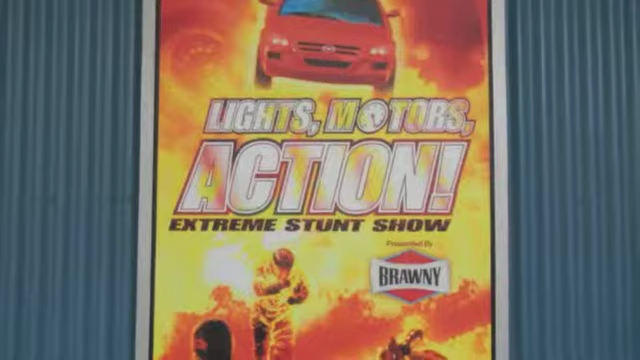 LIGHTS, MOTORS,
ACTION!
EXTREME STUNT SHOW
Presented By
BRAWNY